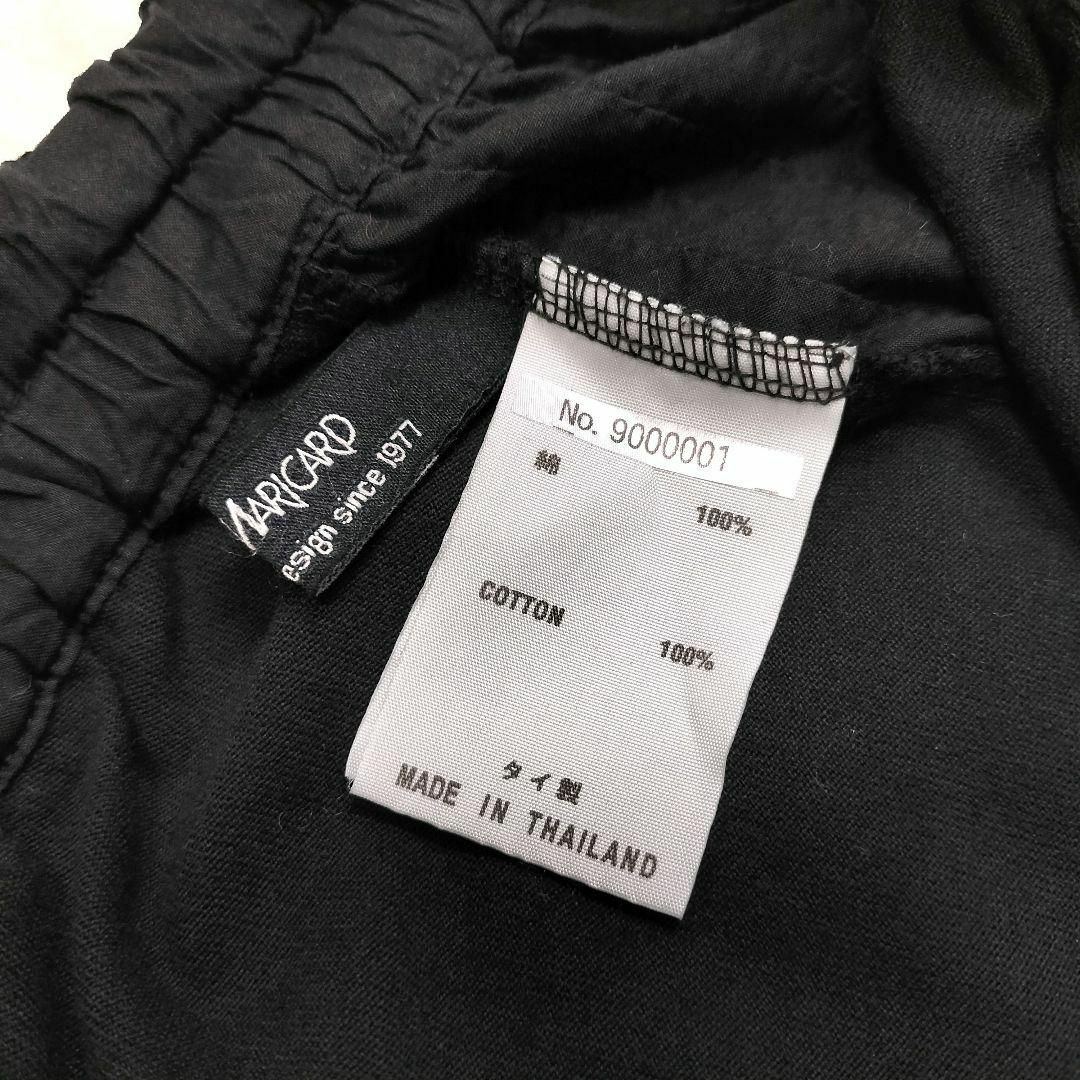 MARICARD
esign since 1977
No. 9000001
綿
100%
COTTON
100%
タイ製
MADE IN THAILAND